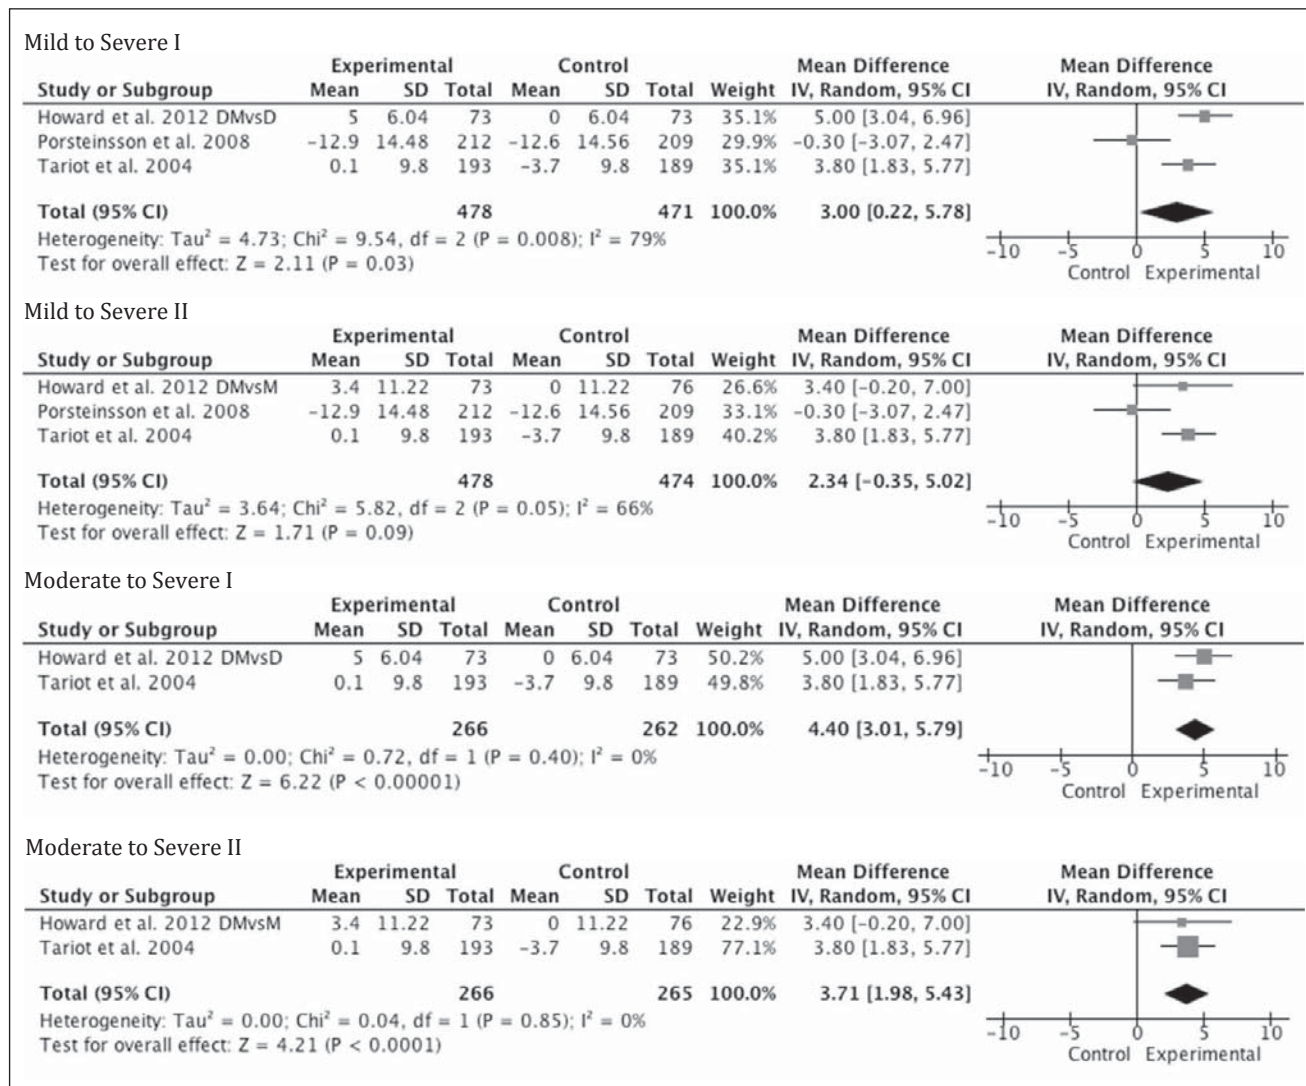 Mild to Severe I
Experimental Control Mean Difference Mean Difference
Study or Subgroup Mean SD Total Mean SD Total Weight IV, Random, 95% CI IV, Random, 95% CI
Howard et al. 2012 DMvsD 5 6.04 73 0 6.04 73 35.1% 5.00 [3.04, 6.96]
Porsteinsson et al. 2008 −12.9 14.48 212 −12.6 14.56 209 29.9% −0.30 [−3.07, 2.47]
Tariot et al. 2004 0.1 9.8 193 −3.7 9.8 189 35.1% 3.80 [1.83, 5.77]
Total (95% CI) 478 471 100.0% 3.00 [0.22, 5.78]
Heterogeneity: Tau² = 4.73; Chi² = 9.54, df = 2 (P = 0.008); I² = 79%
Test for overall effect: Z = 2.11 (P = 0.03)
−10 −5 0 5 10
Control Experimental
Mild to Severe II
Experimental Control Mean Difference Mean Difference
Study or Subgroup Mean SD Total Mean SD Total Weight IV, Random, 95% CI IV, Random, 95% CI
Howard et al. 2012 DMvsM 3.4 11.22 73 0 11.22 76 26.6% 3.40 [−0.20, 7.00]
Porsteinsson et al. 2008 −12.9 14.48 212 −12.6 14.56 209 33.1% −0.30 [−3.07, 2.47]
Tariot et al. 2004 0.1 9.8 193 −3.7 9.8 189 40.2% 3.80 [1.83, 5.77]
Total (95% CI) 478 474 100.0% 2.34 [−0.35, 5.02]
Heterogeneity: Tau² = 3.64; Chi² = 5.82, df = 2 (P = 0.05); I² = 66%
Test for overall effect: Z = 1.71 (P = 0.09)
−10 −5 0 5 10
Control Experimental
Moderate to Severe I
Experimental Control Mean Difference Mean Difference
Study or Subgroup Mean SD Total Mean SD Total Weight IV, Random, 95% CI IV, Random, 95% CI
Howard et al. 2012 DMvsD 5 6.04 73 0 6.04 73 50.2% 5.00 [3.04, 6.96]
Tariot et al. 2004 0.1 9.8 193 −3.7 9.8 189 49.8% 3.80 [1.83, 5.77]
Total (95% CI) 266 262 100.0% 4.40 [3.01, 5.79]
Heterogeneity: Tau² = 0.00; Chi² = 0.72, df = 1 (P = 0.40); I² = 0%
Test for overall effect: Z = 6.22 (P < 0.00001)
−10 −5 0 5 10
Control Experimental
Moderate to Severe II
Experimental Control Mean Difference Mean Difference
Study or Subgroup Mean SD Total Mean SD Total Weight IV, Random, 95% CI IV, Random, 95% CI
Howard et al. 2012 DMvsM 3.4 11.22 73 0 11.22 76 22.9% 3.40 [−0.20, 7.00]
Tariot et al. 2004 0.1 9.8 193 −3.7 9.8 189 77.1% 3.80 [1.83, 5.77]
Total (95% CI) 266 265 100.0% 3.71 [1.98, 5.43]
Heterogeneity: Tau² = 0.00; Chi² = 0.04, df = 1 (P = 0.85); I² = 0%
Test for overall effect: Z = 4.21 (P < 0.0001)
−10 −5 0 5 10
Control Experimental